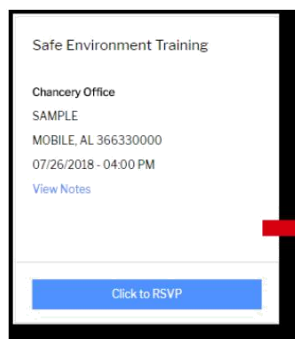 Safe Environment Training
Chancery Office
SAMPLE
MOBILE, AL 366330000
07/26/2018 - 04:00 PM
View Notes
Click to RSVP